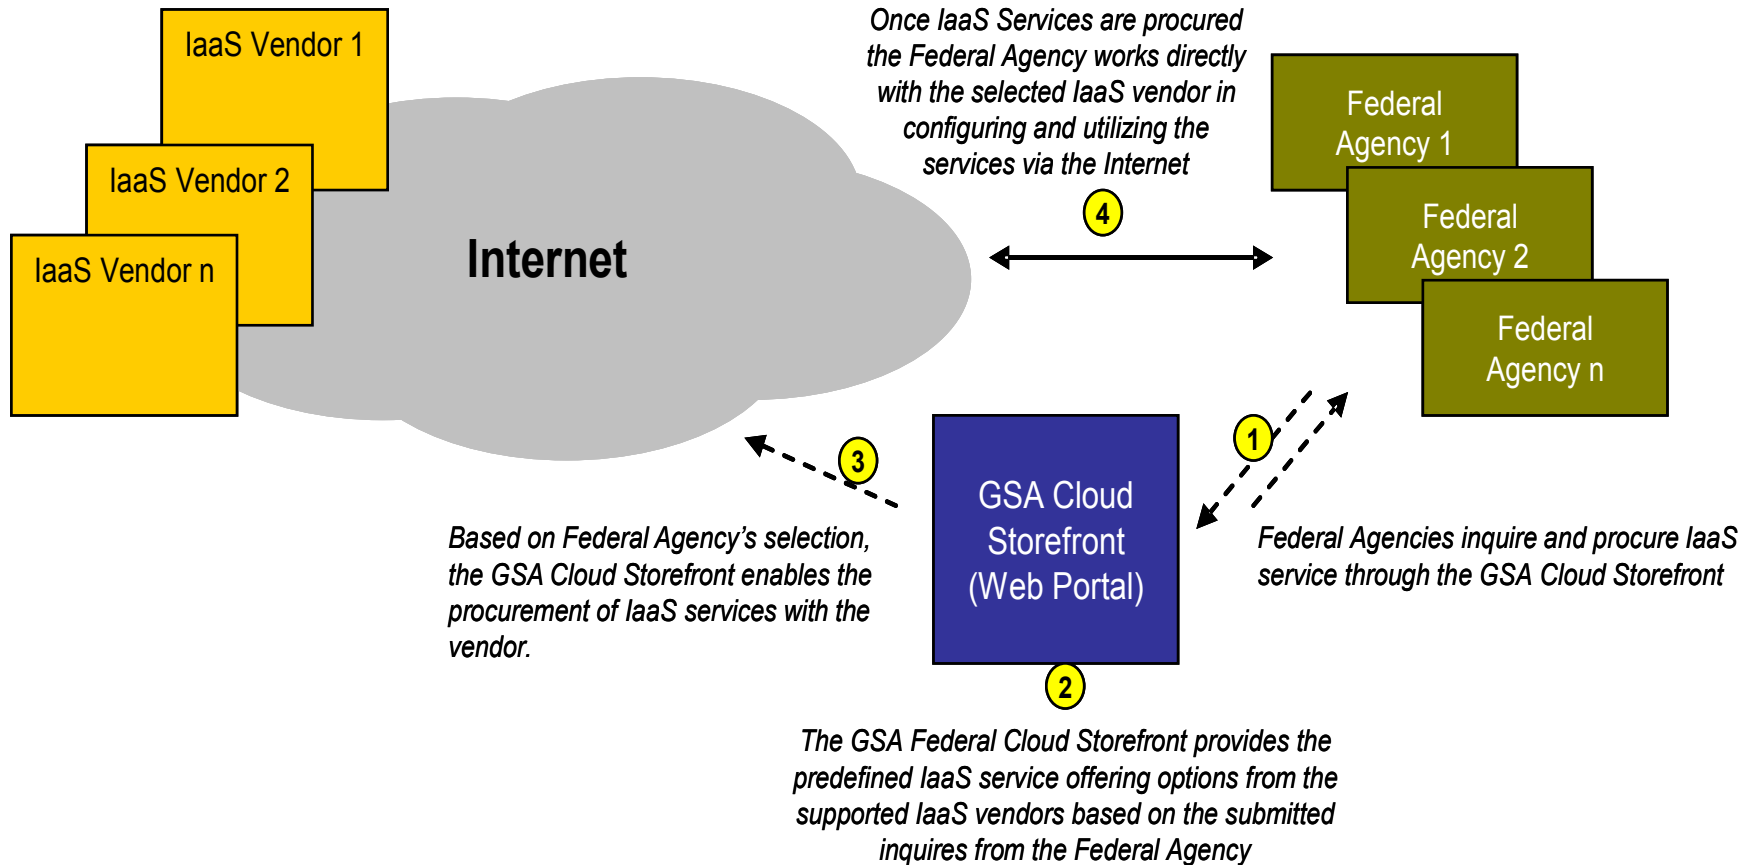 IaaS Vendor 1
IaaS Vendor 2
IaaS Vendor n
Internet
Once IaaS Services are procured
the Federal Agency works directly
with the selected IaaS vendor in
configuring and utilizing the
services via the Internet
4
Federal
Agency 1
Federal
Agency 2
Federal
Agency n
1
Federal Agencies inquire and procure IaaS
service through the GSA Cloud Storefront
GSA Cloud
Storefront
(Web Portal)
2
The GSA Federal Cloud Storefront provides the
predefined IaaS service offering options from the
supported IaaS vendors based on the submitted
inquires from the Federal Agency
3
Based on Federal Agency’s selection,
the GSA Cloud Storefront enables the
procurement of IaaS services with the
vendor.